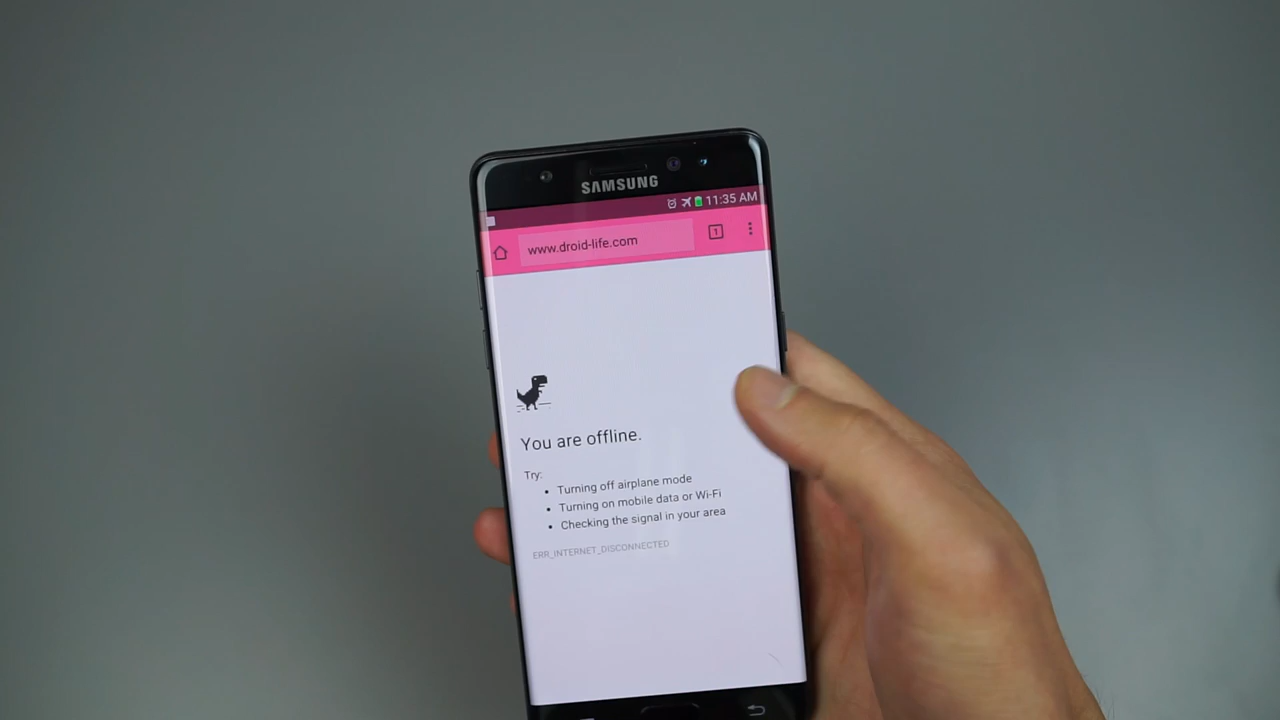 SAMSUNG
11:35 AM
www.droid-life.com
1
You are offline.
Try:
• Turning off airplane mode
• Turning on mobile data or Wi-Fi
• Checking the signal in your area
ERR_INTERNET_DISCONNECTED